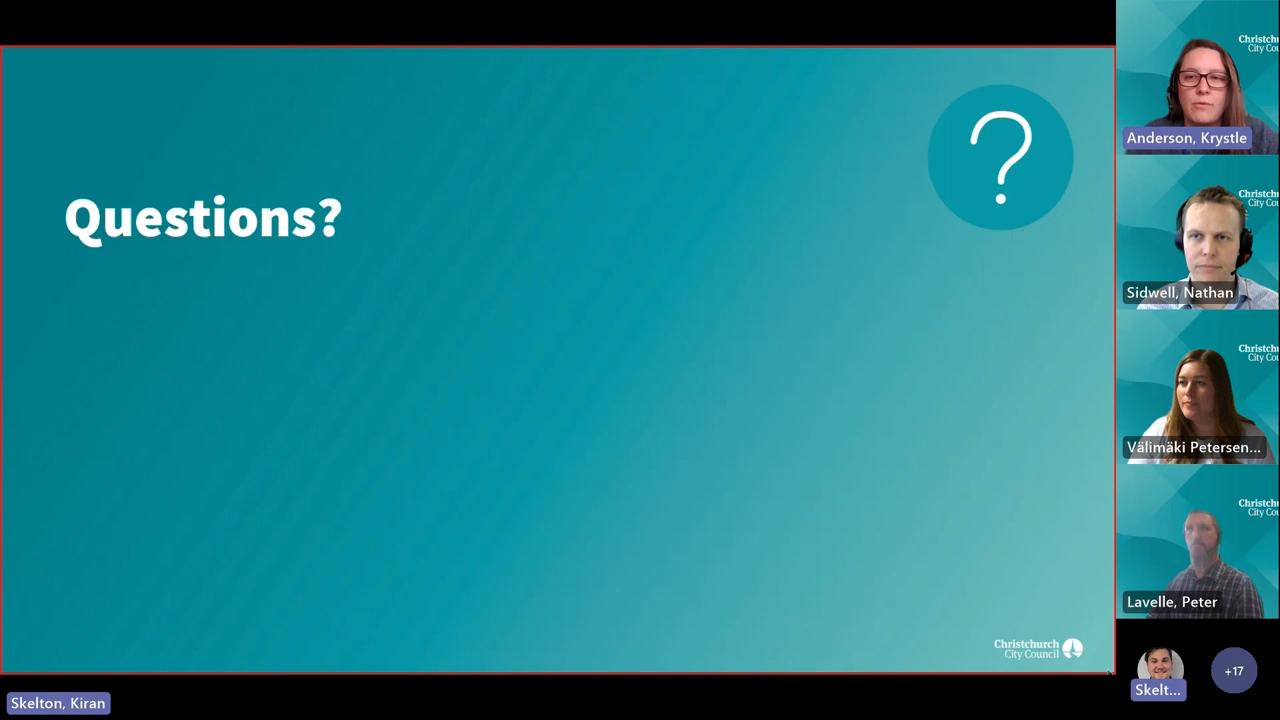 Questions?
Christchurch
City Council
Skelton, Kiran
Anderson, Krystle
Sidwell, Nathan
Välimäki Petersen...
Lavelle, Peter
Skelt...
+17